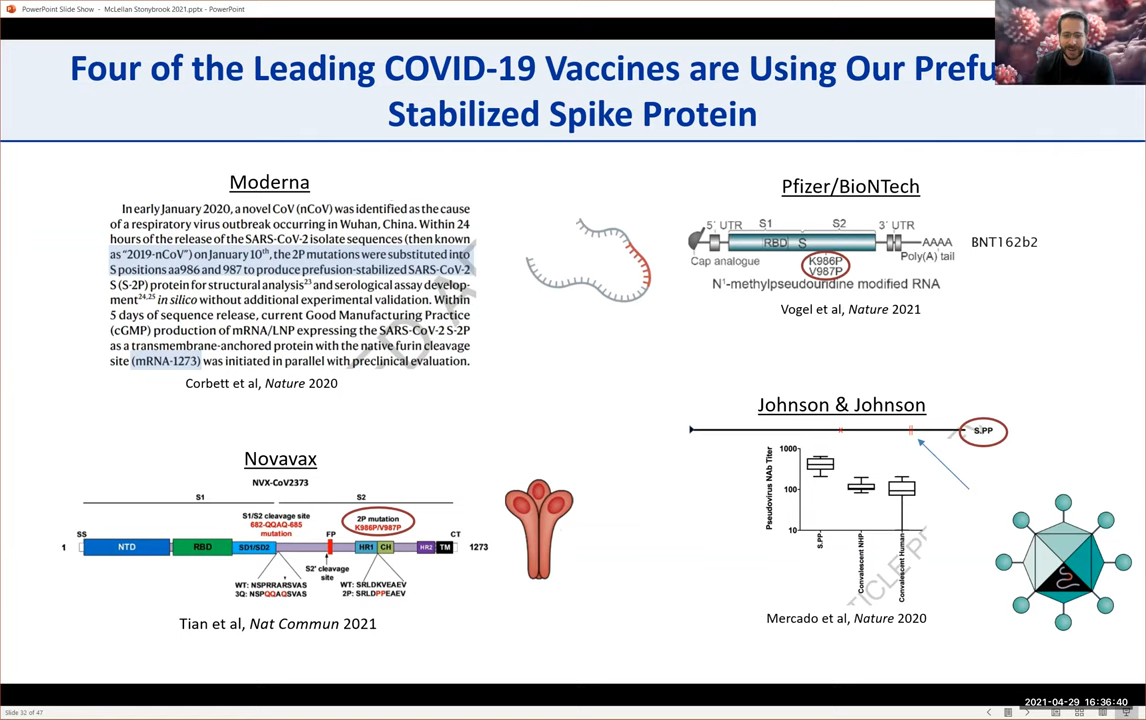 PowerPoint Slide Show - McLellan Stonybrook 2021.pptx - PowerPoint
Four of the Leading COVID-19 Vaccines are Using Our
Stabilized Spike Protein
Moderna
In early January 2020, a novel CoV (nCoV) was identified as the cause
of a respiratory virus outbreak occurring in Wuhan, China. Within 24
hours of the release of the SARS-CoV-2 isolate sequences (then known
as "2019-nCoV") on January 10th, the 2P mutations were substituted into
S positions aa986 and 987 to produce prefusion-stabilized SARS-CoV-2
S (S-2P) protein for structural analysis23 and serological assay develop-
ment24,25 in silico without additional experimental validation. Within
5 days of sequence release, current Good Manufacturing Practice
(cGMP) production of mRNA/LNP expressing the SARS-CoV-2 S-2P
as a transmembrane-anchored protein with the native furin cleavage
site (mRNA-1273) was initiated in parallel with preclinical evaluation.
Corbett et al, Nature 2020
Pfizer/BioNTech
5' UTR S1 S2 3' UTR
RBD S AAAA
Cap analogue K986P Poly(A) tail
V987P
N1-methylpseudouridine modified RNA
BNT162b2
Vogel et al, Nature 2021
Novavax
NVX-CoV2373
S1 S2
S1/S2 cleavage site
682-QQAQ-685
mutation
2P mutation
K986P/V987P
SS FP CT
1 NTD RBD SD1/SD2 HR1 CH HR2 TM 1273
S2' cleavage
site
WT: NSPRRARSVAS
3Q: NSPQQAQSVAS
WT: SRLDKVEAEV
2P: SRLDPPEAEV
Tian et al, Nat Commun 2021
Johnson & Johnson
S.PP
Pseudovirus NAb Titer
1000
100
10
S.PP
Convalescent NHP
Convalescent Human
Mercado et al, Nature 2020
2021-04-29 16:36:40
Slide 32 of 47